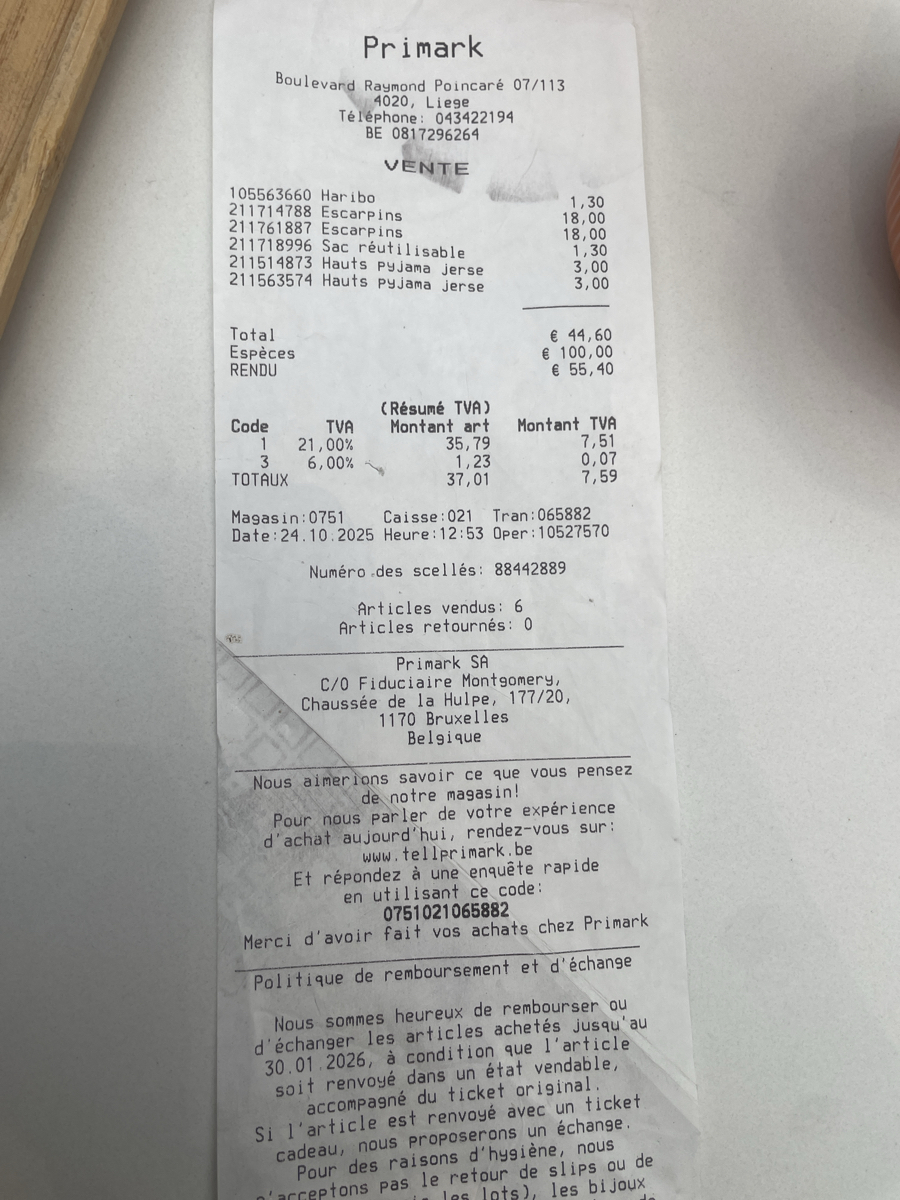 Primark
Boulevard Raymond Poincaré 07/113
4020, Liege
Téléphone: 043422194
BE 0817296264
VENTE
105563660 Haribo 1,30
211714788 Escarpins 18,00
211761887 Escarpins 18,00
211718996 Sac réutilisable 1,30
211514873 Hauts pyjama jerse 3,00
211563574 Hauts pyjama jerse 3,00
Total € 44,60
Espèces € 100,00
RENDU € 55,40
(Résumé TVA)
Code TVA Montant art Montant TVA
1 21,00% 35,79 7,51
3 6,00% 1,23 0,07
TOTAUX 37,01 7,59
Magasin:0751 Caisse:021 Tran:065882
Date:24.10.2025 Heure:12:53 Oper:10527570
Numéro des scellés: 88442889
Articles vendus: 6
Articles retournés: 0
Primark SA
C/O Fiduciaire Montgomery,
Chaussée de la Hulpe, 177/20,
1170 Bruxelles
Belgique
Nous aimerions savoir ce que vous pensez
de notre magasin!
Pour nous parler de votre expérience
d'achat aujourd'hui, rendez-vous sur:
www.tellprimark.be
Et répondez à une enquête rapide
en utilisant ce code:
0751021065882
Merci d'avoir fait vos achats chez Primark
Politique de remboursement et d'échange
Nous sommes heureux de rembourser ou
d'échanger les articles achetés jusqu'au
30.01.2026, à condition que l'article
soit renvoyé dans un état vendable,
accompagné du ticket original.
Si l'article est renvoyé avec un ticket
cadeau, nous proposerons un échange.
Pour des raisons d'hygiène, nous
n'acceptons pas le retour de slips ou de
les lots), les bijoux